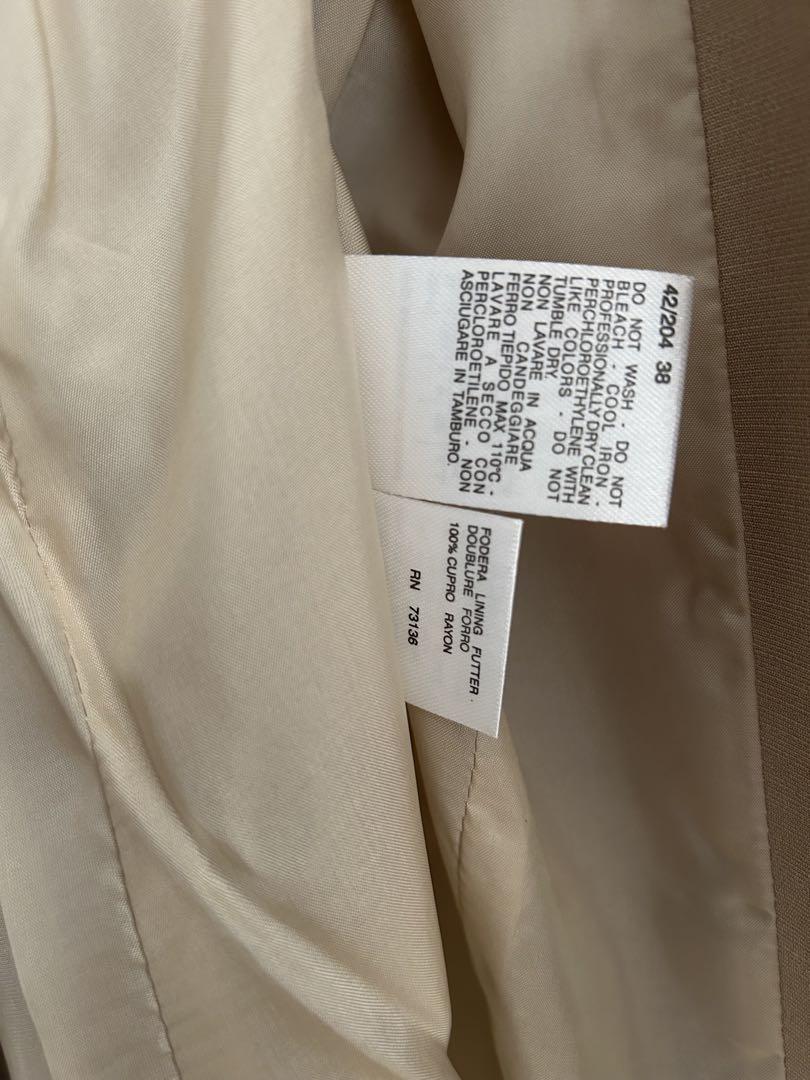 42/204 38
DO NOT WASH - DO NOT
BLEACH - COOL IRON -
PROFESSIONALLY DRY CLEAN
PERCHLOROETHYLENE WITH
LIKE COLORS - DO NOT
TUMBLE DRY.
NON LAVARE IN ACQUA
NON CANDEGGIARE
FERRO TIEPIDO MAX 110°C -
LAVARE A SECCO CON
PERCLOROETILENE - NON
ASCIUGARE IN TAMBURO.
FODERA LINING FUTTER
DOUBLURE FORRO
100% CUPRO RAYON
RN 73136